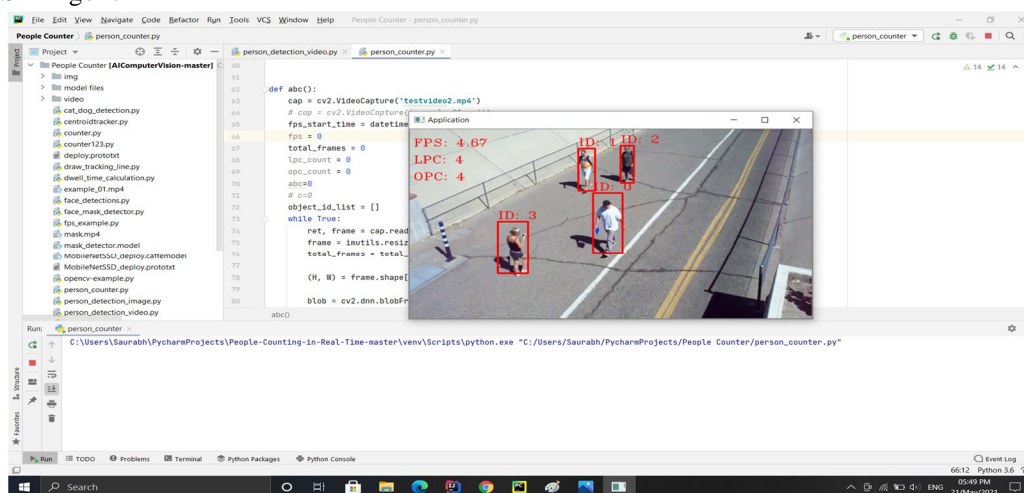 File Edit View Navigate Code Refactor Run Tools VCS Window Help People Counter - person_counter.py
People Counter person_counter.py person_counter
Project person_detection_video.py person_counter.py
People Counter [AIComputerVision-master]
img
model files
video
cat_dog_detection.py
centroidtracker.py
counter.py
counter123.py
deploy.prototxt
draw_tracking_line.py
dwell_time_calculation.py
example_01.mp4
face_detections.py
face_mask_detector.py
fps_example.py
mask.mp4
mask_detector.model
MobileNetSSD_deploy.caffemodel
MobileNetSSD_deploy.prototxt
opencv-example.py
person_counter.py
person_detection_image.py
person_detection_video.py
Project
14 14
60
61
62 def abc():
63 cap = cv2.VideoCapture('testvideo2.mp4')
64 # cap = cv2.VideoCapture(
65 fps_start_time = datetime
66 fps = 0
67 total_frames = 0
68 lpc_count = 0
69 opc_count = 0
70 abc=0
71 # c=0
72 object_id_list = []
73 while True:
74 ret, frame = cap.read
75 frame = imutils.resiz
76 total_frames = total_
77
78 (H, W) = frame.shape[
79
80 blob = cv2.dnn.blobFr
abc()
Application
FPS: 4.67
LPC: 4
OPC: 4
ID: 1
ID: 2
ID: 0
ID: 3
Run: person_counter
C:\Users\Saurabh\PycharmProjects\People-Counting-in-Real-Time-master\venv\Scripts\python.exe "C:/Users/Saurabh/PycharmProjects/People Counter/person_counter.py"
Structure
Favorites
Run TODO Problems Terminal Python Packages Python Console Event Log
66:12 Python 3.6
Search
ENG
05:49 PM
21/May/2021